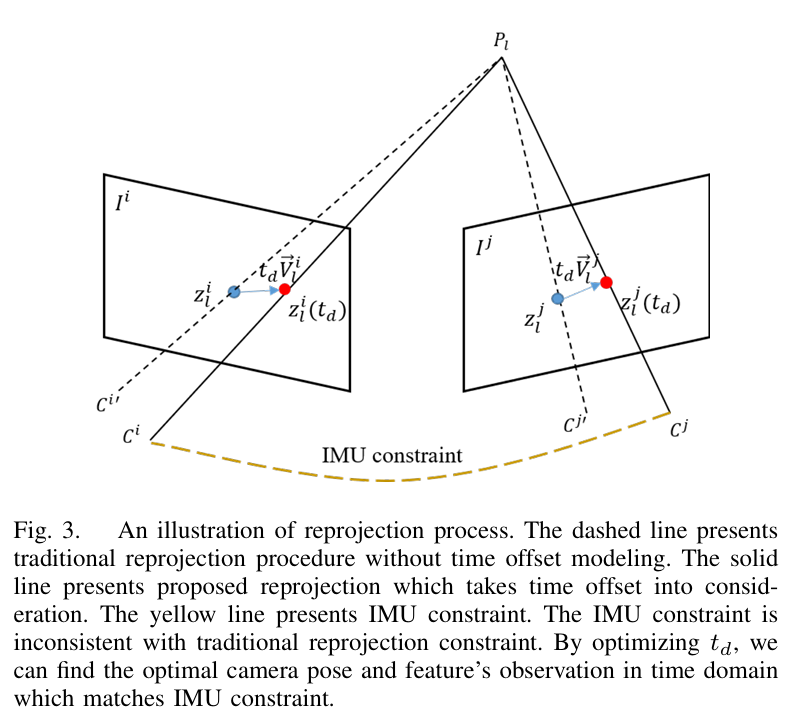 P_l
I^i
I^j
t_d\vec{V}_l^i
t_d\vec{V}_l^j
z_l^i
z_l^i(t_d)
z_l^j
z_l^j(t_d)
C^{i'}
C^i
C^{j'}
C^j
IMU constraint
Fig. 3. An illustration of reprojection process. The dashed line presents
traditional reprojection procedure without time offset modeling. The solid
line presents proposed reprojection which takes time offset into consid-
eration. The yellow line presents IMU constraint. The IMU constraint is
inconsistent with traditional reprojection constraint. By optimizing t_d, we
can find the optimal camera pose and feature's observation in time domain
which matches IMU constraint.